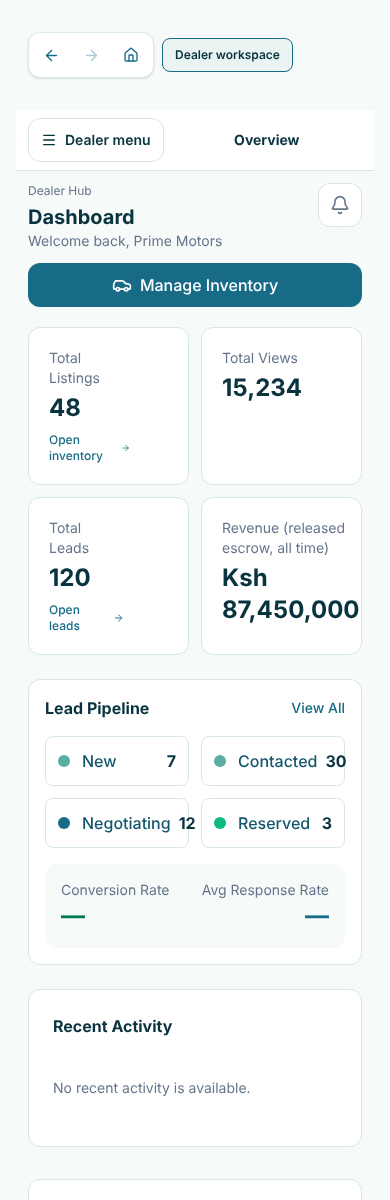 Dealer workspace
Dealer menu
Overview
Dealer Hub
Dashboard
Welcome back, Prime Motors
Manage Inventory
Total
Listings
48
Open
inventory
Total Views
15,234
Total
Leads
120
Open
leads
Revenue (released
escrow, all time)
Ksh
87,450,000
Lead Pipeline
View All
New 7
Contacted 30
Negotiating 12
Reserved 3
Conversion Rate
—
Avg Response Rate
—
Recent Activity
No recent activity is available.